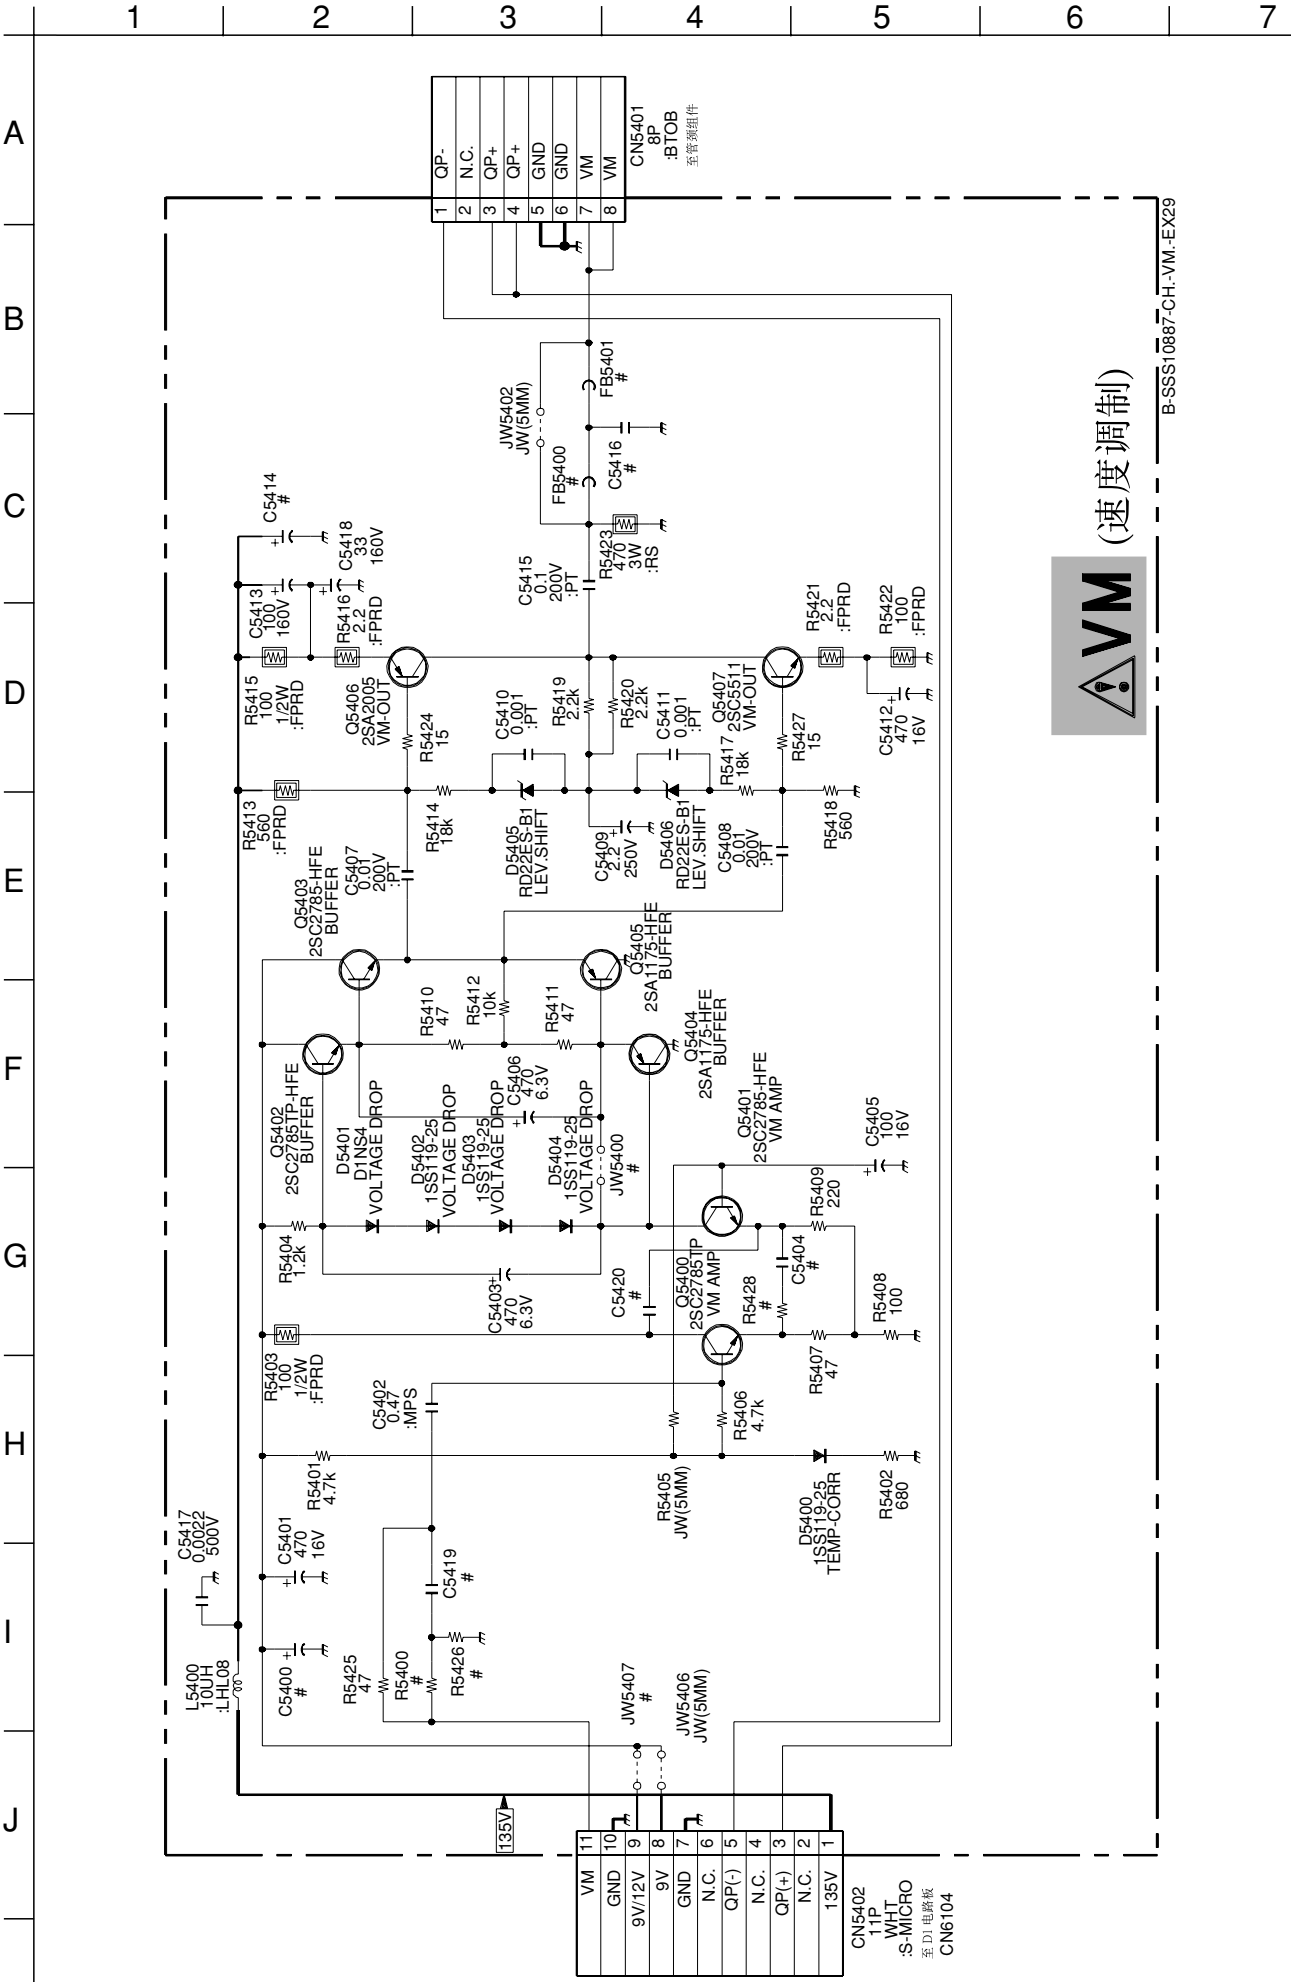 1 2 3 4 5 6 7
A
B
C
D
E
F
G
H
I
J
1 QP-
2 N.C.
3 QP+
4 QP+
5 GND
6 GND
7 VM
8 VM
CN5401
8P
:BTOB
至管颈组件
B-SSS10887-CH.-VM.-EX29
JW5402
JW(5MM)
FB5401
#
FB5400
#
C5416
#
C5414
#
C5418
33
160V
C5413
100
160V
R5416
2.2
:FPRD
R5415
100
1/2W
:FPRD
C5415
0.1
200V
:PT
R5423
470
3W
:RS
R5421
2.2
:FPRD
R5422
100
:FPRD
(速度调制)
VM
Q5406
2SA2005
VM-OUT
R5424
15
C5410
0.001
:PT
R5419
2.2k
R5420
2.2k
C5411
0.001
:PT
Q5407
2SC5511
VM-OUT
R5417
18k
R5427
15
C5412
470
16V
R5413
560
:FPRD
R5414
18k
D5405
RD22ES-B1
LEV.SHIFT
C5409
2.2
250V
D5406
RD22ES-B1
LEV.SHIFT
C5408
0.01
200V
:PT
R5418
560
Q5403
2SC2785-HFE
BUFFER
C5407
0.01
200V
:PT
Q5405
2SA1175-HFE
BUFFER
R5410
47
R5412
10k
R5411
47
Q5404
2SA1175-HFE
BUFFER
Q5402
2SC2785TP-HFE
BUFFER
C5406
470
6.3V
Q5401
2SC2785-HFE
VM AMP
C5405
100
16V
D5401
D1NS4
VOLTAGE DROP
D5402
1SS119-25
VOLTAGE DROP
D5403
1SS119-25
VOLTAGE DROP
D5404
1SS119-25
VOLTAGE DROP
JW5400
#
R5404
1.2k
R5409
220
C5403
470
6.3V
C5420
#
Q5400
2SC2785TP
VM AMP
R5428
#
C5404
#
R5408
100
R5403
100
1/2W
:FPRD
C5402
0.47
:MPS
R5406
4.7k
R5407
47
R5401
4.7k
R5405
JW(5MM)
D5400
1SS119-25
TEMP-CORR
R5402
680
C5417
0.0022
500V
C5401
470
16V
C5419
#
L5400
10UH
:LHL08
C5400
#
R5425
47
R5400
#
R5426
#
JW5407
#
JW5406
JW(5MM)
135V
VM 11
GND 10
9V/12V 9
9V 8
GND 7
N.C. 6
QP(-) 5
N.C. 4
QP(+) 3
N.C. 2
135V 1
CN5402
11P
WHT
:S-MICRO
至 D1 电路板
CN6104